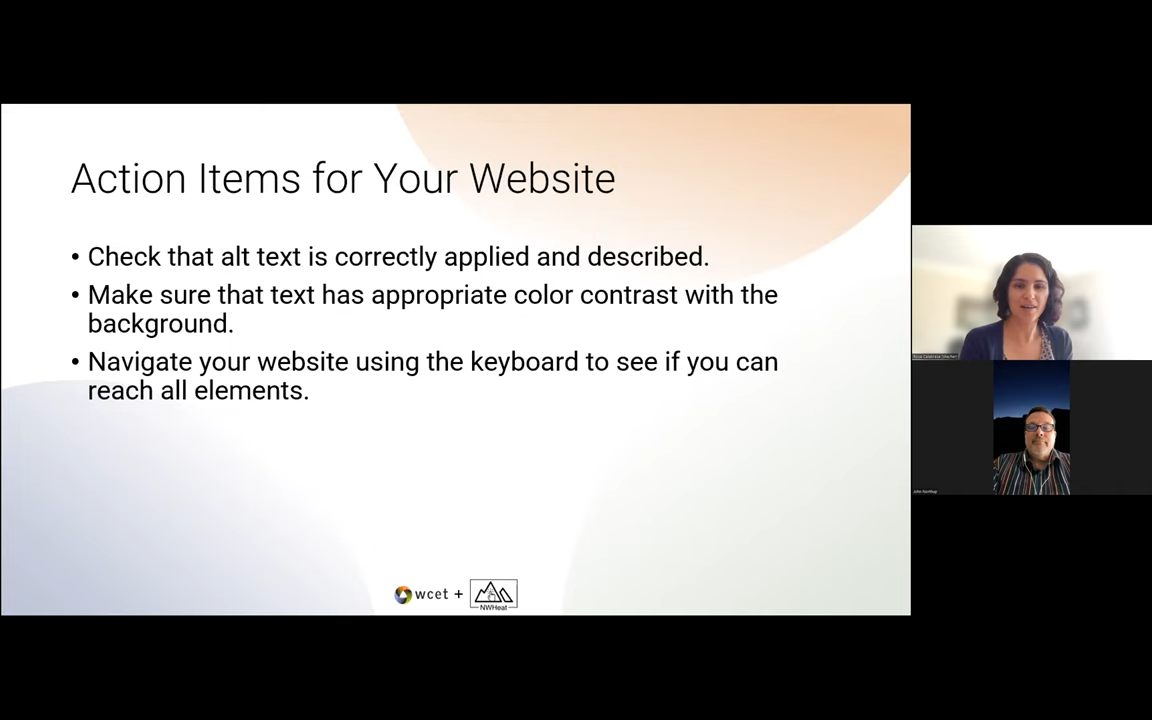 Action Items for Your Website
• Check that alt text is correctly applied and described.
• Make sure that text has appropriate color contrast with the
background.
• Navigate your website using the keyboard to see if you can
reach all elements.
wcet +
NWHeat
John Northup